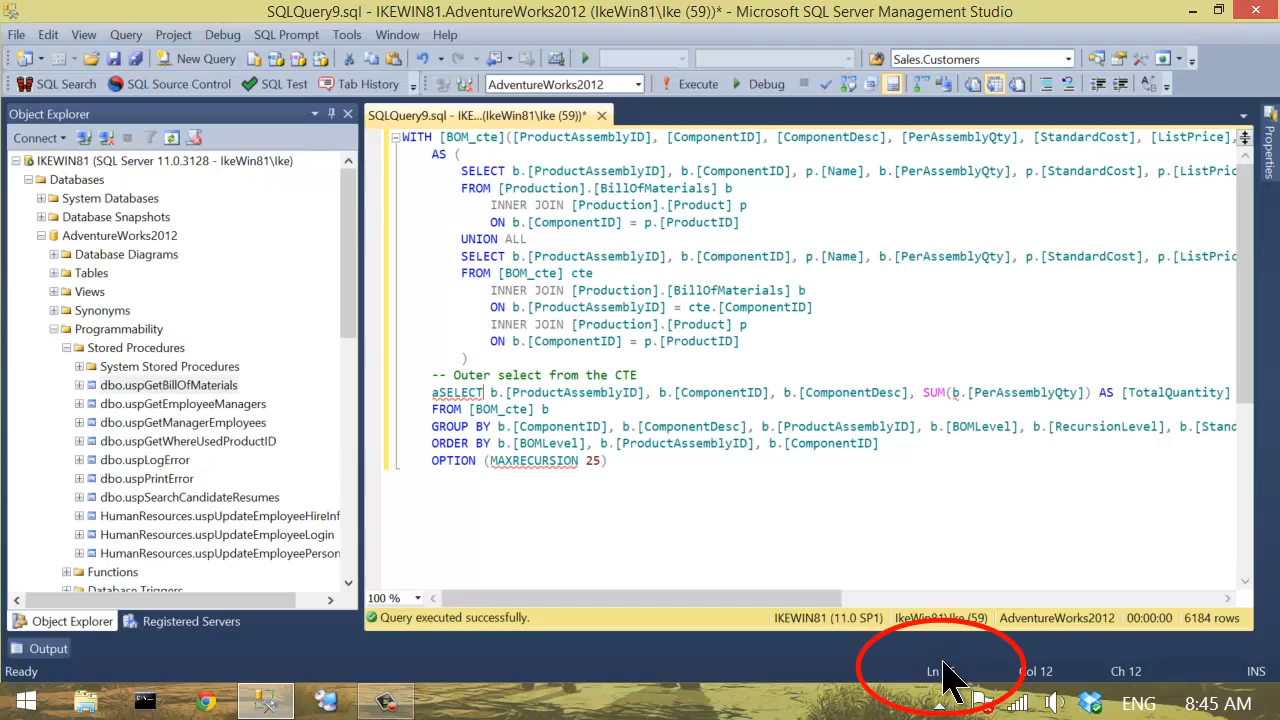 SQLQuery9.sql - IKEWIN81.AdventureWorks2012 (IkeWin81\Ike (59))* - Microsoft SQL Server Management Studio
File Edit View Query Project Debug SQL Prompt Tools Window Help
New Query Sales.Customers
SQL Search SQL Source Control SQL Test Tab History AdventureWorks2012 Execute Debug
Object Explorer
Connect
IKEWIN81 (SQL Server 11.0.3128 - IkeWin81\Ike)
Databases
System Databases
Database Snapshots
AdventureWorks2012
Database Diagrams
Tables
Views
Synonyms
Programmability
Stored Procedures
System Stored Procedures
dbo.uspGetBillOfMaterials
dbo.uspGetEmployeeManagers
dbo.uspGetManagerEmployees
dbo.uspGetWhereUsedProductID
dbo.uspLogError
dbo.uspPrintError
dbo.uspSearchCandidateResumes
HumanResources.uspUpdateEmployeeHireInf
HumanResources.uspUpdateEmployeeLogin
HumanResources.uspUpdateEmployeePerson
Functions
Database Triggers
Object Explorer Registered Servers
SQLQuery9.sql - IKE...(IkeWin81\Ike (59))*
WITH [BOM_cte]([ProductAssemblyID], [ComponentID], [ComponentDesc], [PerAssemblyQty], [StandardCost], [ListPrice],
AS (
SELECT b.[ProductAssemblyID], b.[ComponentID], p.[Name], b.[PerAssemblyQty], p.[StandardCost], p.[ListPric
FROM [Production].[BillOfMaterials] b
INNER JOIN [Production].[Product] p
ON b.[ComponentID] = p.[ProductID]
UNION ALL
SELECT b.[ProductAssemblyID], b.[ComponentID], p.[Name], b.[PerAssemblyQty], p.[StandardCost], p.[ListPric
FROM [BOM_cte] cte
INNER JOIN [Production].[BillOfMaterials] b
ON b.[ProductAssemblyID] = cte.[ComponentID]
INNER JOIN [Production].[Product] p
ON b.[ComponentID] = p.[ProductID]
)
-- Outer select from the CTE
aSELECT b.[ProductAssemblyID], b.[ComponentID], b.[ComponentDesc], SUM(b.[PerAssemblyQty]) AS [TotalQuantity]
FROM [BOM_cte] b
GROUP BY b.[ComponentID], b.[ComponentDesc], b.[ProductAssemblyID], b.[BOMLevel], b.[RecursionLevel], b.[Stan
ORDER BY b.[BOMLevel], b.[ProductAssemblyID], b.[ComponentID]
OPTION (MAXRECURSION 25)
100 %
Query executed successfully. IKEWIN81 (11.0 SP1) IkeWin81\Ike (59) AdventureWorks2012 00:00:00 6184 rows
Properties
Output
Ready Ln Col 12 Ch 12 INS
ENG 8:45 AM